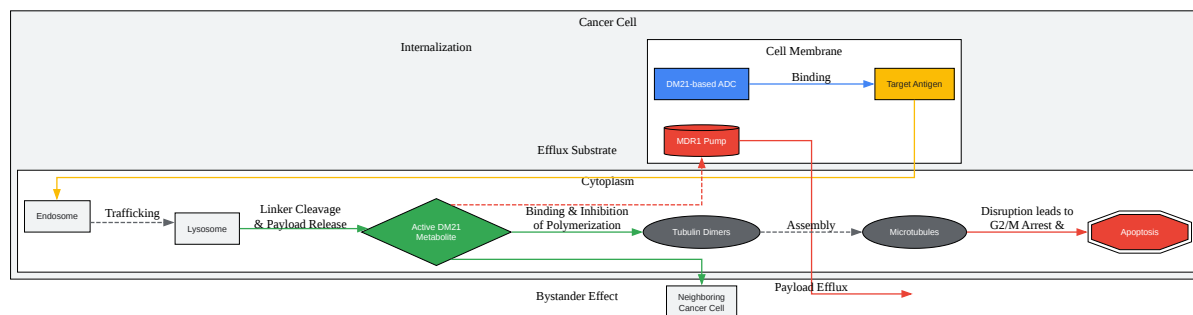 Cancer Cell
Internalization
Cell Membrane
DM21-based ADC
Binding
Target Antigen
MDR1 Pump
Efflux Substrate
Cytoplasm
Endosome
Trafficking
Lysosome
Linker Cleavage
& Payload Release
Active DM21
Metabolite
Binding & Inhibition
of Polymerization
Tubulin Dimers
Assembly
Microtubules
Disruption leads to
G2/M Arrest &
Apoptosis
Bystander Effect
Neighboring
Cancer Cell
Payload Efflux